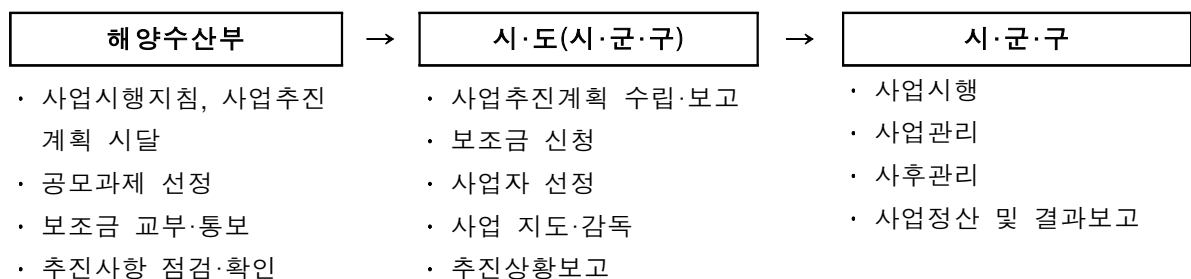 해양수산부 → 시·도(시·군·구) → 시·군·구
· 사업시행지침, 사업추진
계획 시달
· 공모과제 선정
· 보조금 교부·통보
· 추진사항 점검·확인
· 사업추진계획 수립·보고
· 보조금 신청
· 사업자 선정
· 사업 지도·감독
· 추진상황보고
· 사업시행
· 사업관리
· 사후관리
· 사업정산 및 결과보고